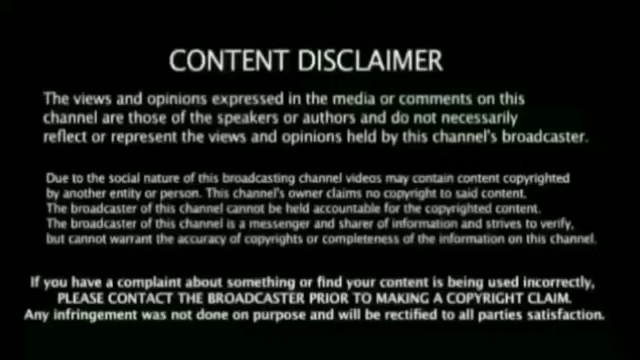 CONTENT DISCLAIMER
The views and opinions expressed in the media or comments on this
channel are those of the speakers or authors and do not necessarily
reflect or represent the views and opinions held by this channel's broadcaster.
Due to the social nature of this broadcasting channel videos may contain content copyrighted
by another entity or person. This channel's owner claims no copyright to said content.
The broadcaster of this channel cannot be held accountable for the copyrighted content.
The broadcaster of this channel is a messenger and sharer of information and strives to verify,
but cannot warrant the accuracy of copyrights or completeness of the information on this channel.
If you have a complaint about something or find your content is being used incorrectly,
PLEASE CONTACT THE BROADCASTER PRIOR TO MAKING A COPYRIGHT CLAIM.
Any infringement was not done on purpose and will be rectified to all parties satisfaction.